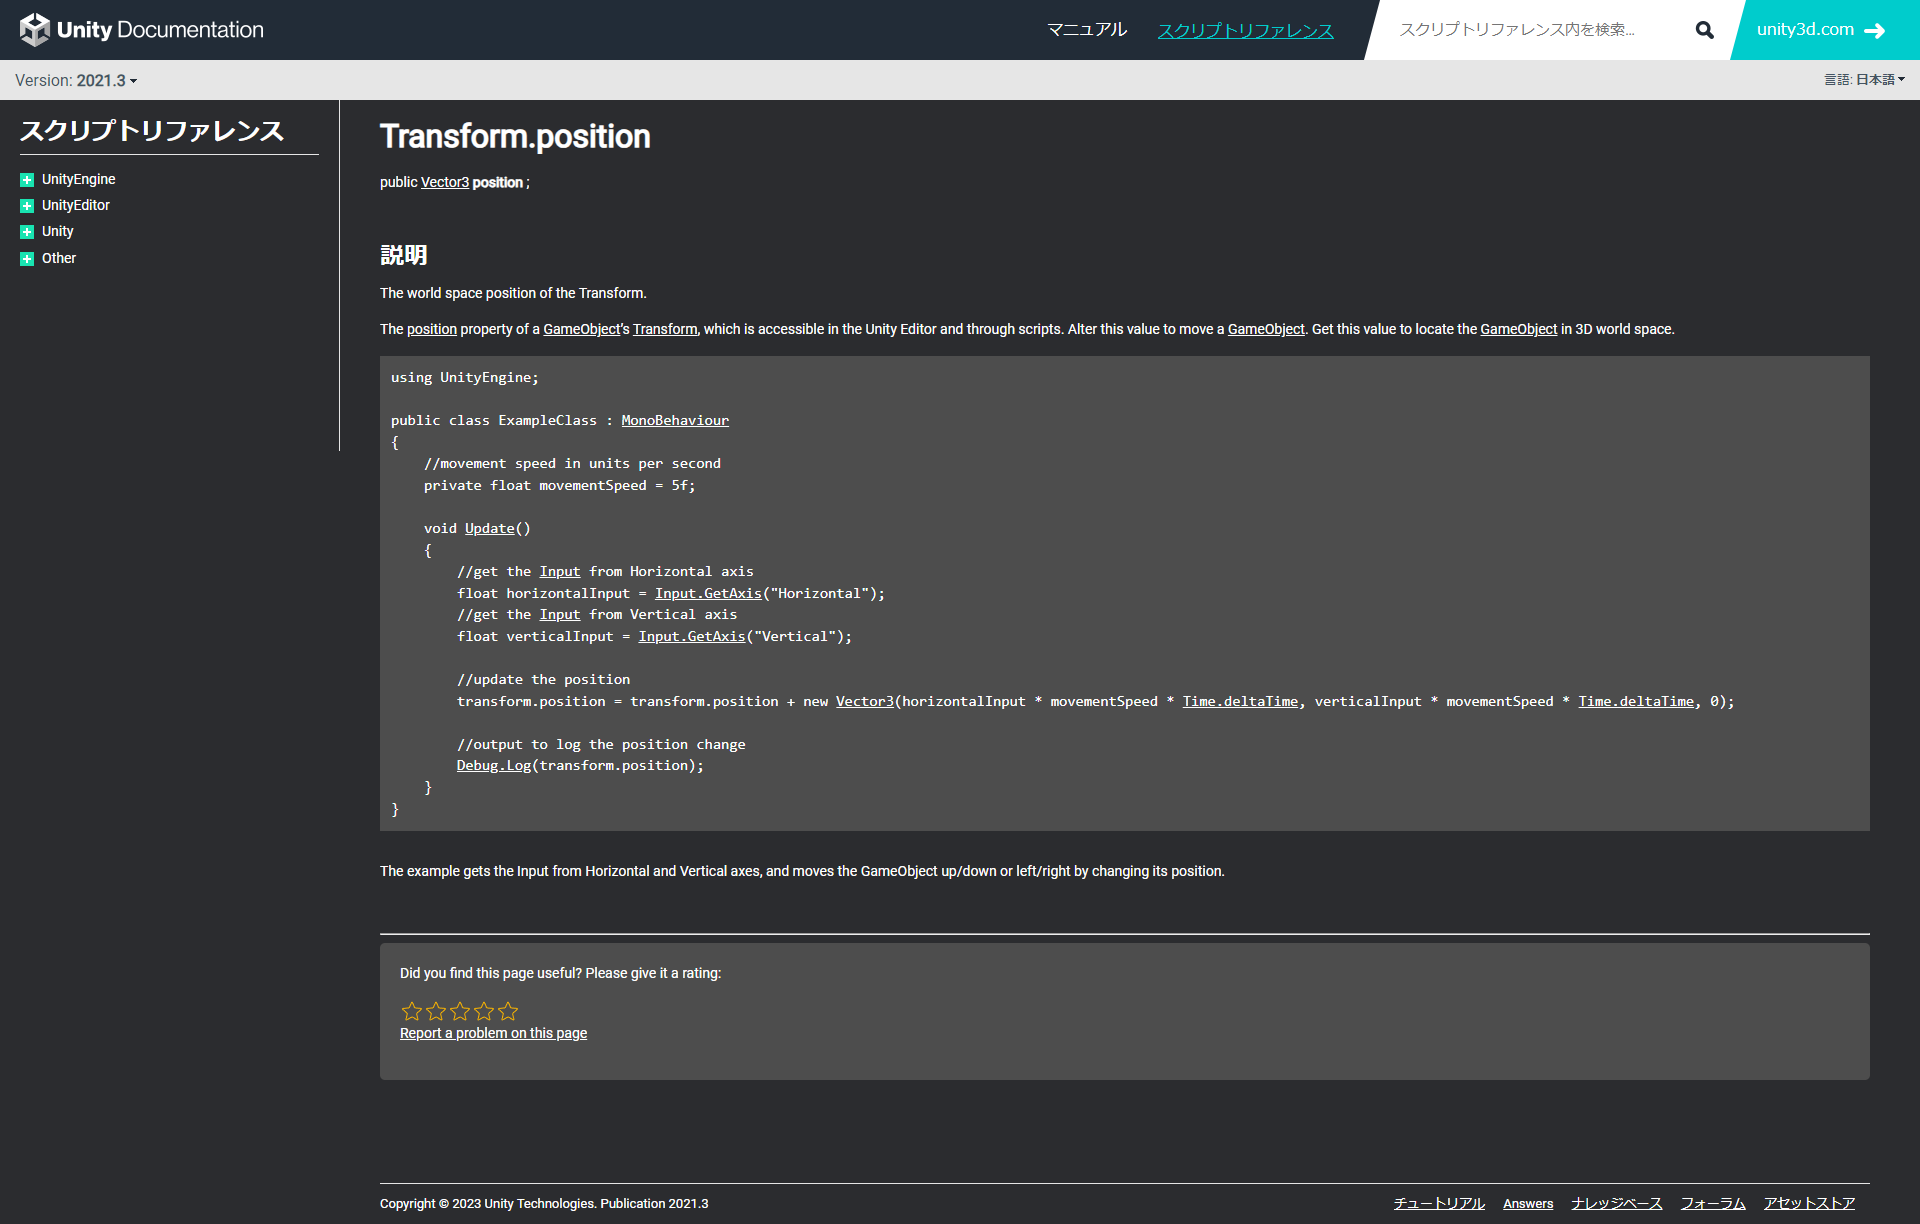 Unity Documentation
マニュアル
スクリプトリファレンス
スクリプトリファレンス内を検索...
unity3d.com
Version: 2021.3
言語: 日本語
スクリプトリファレンス
UnityEngine
UnityEditor
Unity
Other
Transform.position
public Vector3 position ;
説明
The world space position of the Transform.
The position property of a GameObject’s Transform, which is accessible in the Unity Editor and through scripts. Alter this value to move a GameObject. Get this value to locate the GameObject in 3D world space.
using UnityEngine;
public class ExampleClass : MonoBehaviour
{
    //movement speed in units per second
    private float movementSpeed = 5f;
    void Update()
    {
        //get the Input from Horizontal axis
        float horizontalInput = Input.GetAxis("Horizontal");
        //get the Input from Vertical axis
        float verticalInput = Input.GetAxis("Vertical");
        //update the position
        transform.position = transform.position + new Vector3(horizontalInput * movementSpeed * Time.deltaTime, verticalInput * movementSpeed * Time.deltaTime, 0);
        //output to log the position change
        Debug.Log(transform.position);
    }
}
The example gets the Input from Horizontal and Vertical axes, and moves the GameObject up/down or left/right by changing its position.
Did you find this page useful? Please give it a rating:
Report a problem on this page
Copyright © 2023 Unity Technologies. Publication 2021.3
チュートリアル
Answers
ナレッジベース
フォーラム
アセットストア